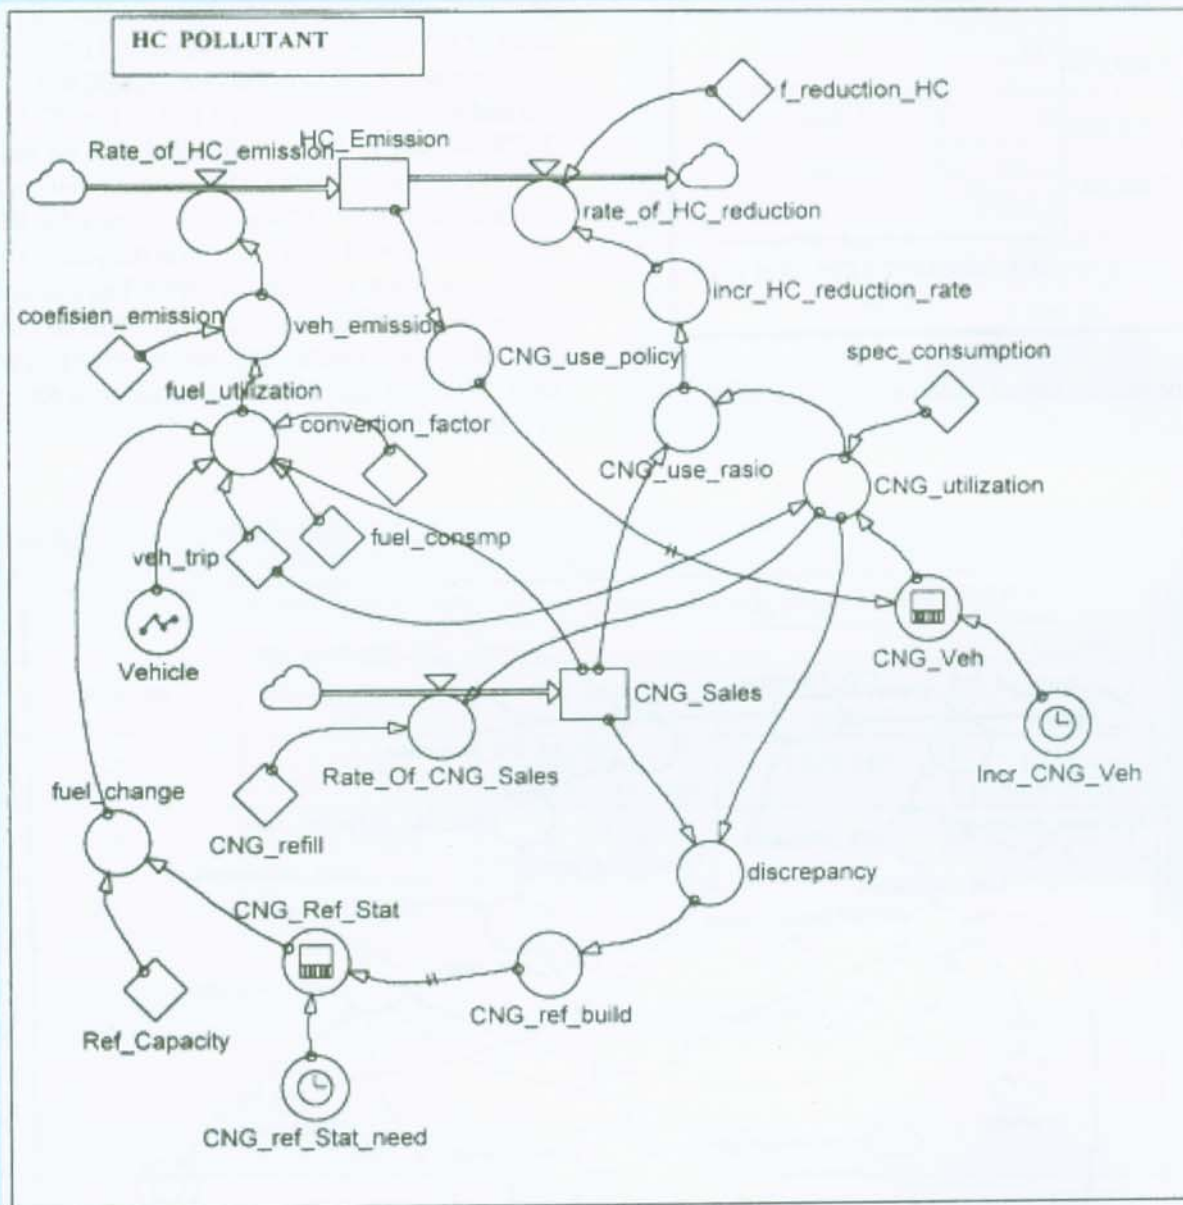 HC POLLUTANT
f_reduction_HC
HC_Emission
Rate_of_HC_emission
rate_of_HC_reduction
incr_HC_reduction_rate
coefisien_emission
veh_emission
CNG_use_policy
spec_consumption
fuel_utilization
convertion_factor
CNG_use_rasio
CNG_utilization
fuel_consmp
veh_trip
Vehicle
CNG_Veh
CNG_Sales
Rate_Of_CNG_Sales
Incr_CNG_Veh
fuel_change
CNG_refill
discrepancy
CNG_Ref_Stat
CNG_ref_build
Ref_Capacity
CNG_ref_Stat_need